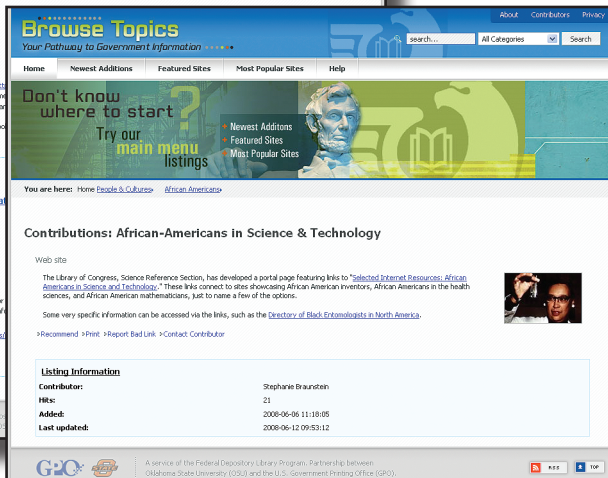 About Contributors Privacy
Browse Topics
Your Pathway to Government Information
search... All Categories Search
Home Newest Additions Featured Sites Most Popular Sites Help
Don't know
where to start ?
Try our
main menu
listings
Newest Additons
Featured Sites
Most Popular Sites
You are here: Home People & Cultures African Americans
Contributions: African-Americans in Science & Technology
Web site
The Library of Congress, Science Reference Section, has developed a portal page featuring links to "Selected Internet Resources: African
Americans in Science and Technology." These links connect to sites showcasing African American inventors, African Americans in the health
sciences, and African American mathematicians, just to name a few of the options.
Some very specific information can be accessed via the links, such as the Directory of Black Entomologists in North America.
>Recommend >Print >Report Bad Link >Contact Contributor
Listing Information
Contributor: Stephanie Braunstein
Hits: 21
Added: 2008-06-06 11:18:05
Last updated: 2008-06-12 09:53:12
GPO
A service of the Federal Depository Library Program. Partnership between
Oklahoma State University (OSU) and the U.S. Government Printing Office (GPO).
RSS TOP